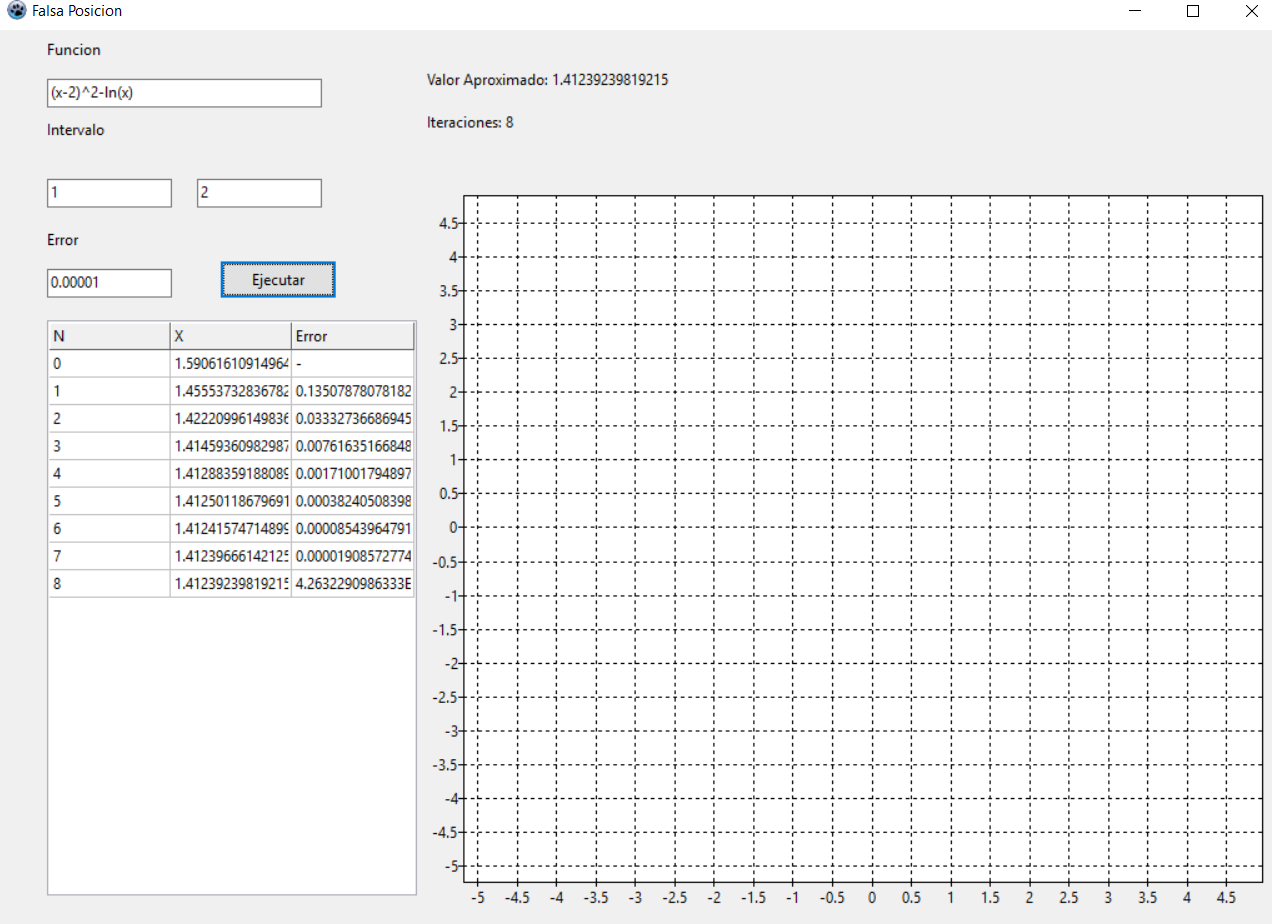 Falsa Posicion
Funcion
(x-2)^2-ln(x)
Intervalo
1 2
Error
0.00001 Ejecutar
N X Error
0 1.59061610914964 -
1 1.45553732836782 0.13507878078182
2 1.42220996149836 0.03332736686945
3 1.41459360982987 0.00761635166848
4 1.41288359188089 0.00171001794897
5 1.41250118679691 0.00038240508398
6 1.41241574714899 0.00008543964791
7 1.41239666142125 0.00001908572774
8 1.41239239819215 4.2632290986333E
Valor Aproximado: 1.41239239819215
Iteraciones: 8
4.5
4
3.5
3
2.5
2
1.5
1
0.5
0
-0.5
-1
-1.5
-2
-2.5
-3
-3.5
-4
-4.5
-5
-5 -4.5 -4 -3.5 -3 -2.5 -2 -1.5 -1 -0.5 0 0.5 1 1.5 2 2.5 3 3.5 4 4.5